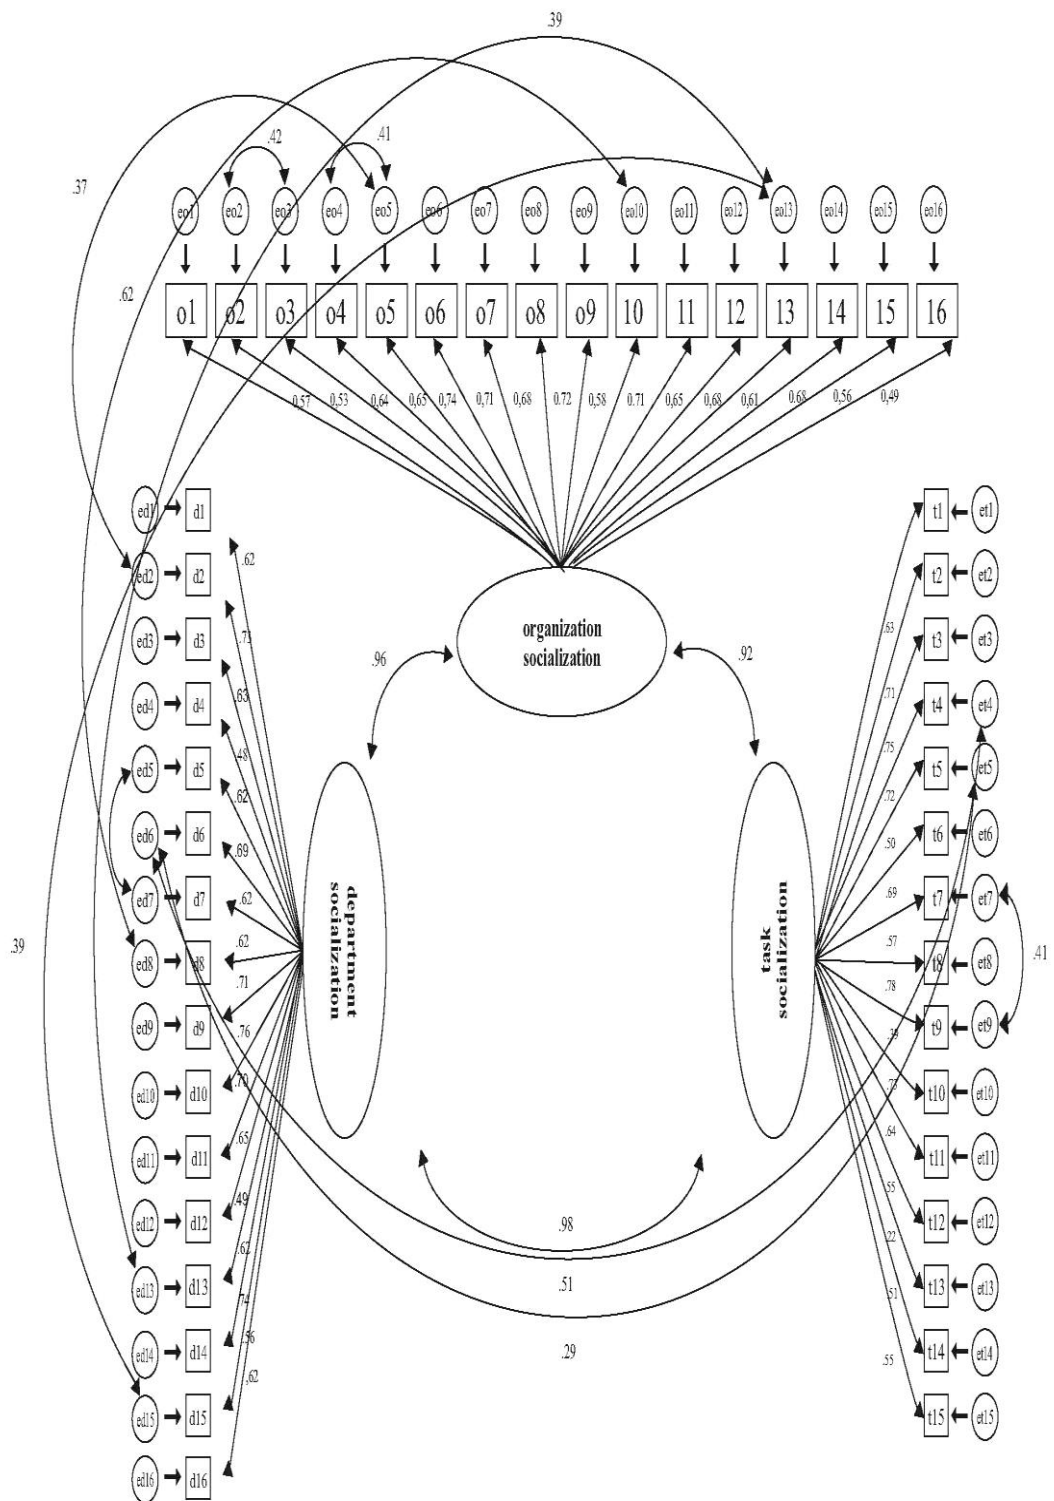 .39
.42
.41
.37
eo1 eo2 eo3 eo4 eo5 eo6 eo7 eo8 eo9 eo10 eo11 eo12 eo13 eo14 eo15 eo16
.62
o1 o2 o3 o4 o5 o6 o7 o8 o9 10 11 12 13 14 15 16
0,57 0,53 0,64 0,65 0,74 0,71 0,68 0.72 0,58 0.71 0,65 0,68 0,61 0.68 0,56 0,49
ed1 d1 t1 et1
.62
ed2 d2 t2 et2
organization
socialization
.63
ed3 d3 t3 et3
.73
.96
.92
.63
.71
ed4 d4 t4 et4
.48
.75
ed5 d5 t5 et5
.62
.72
ed6 d6 t6 et6
.69
.50
ed7 d7 t7 et7
.62
.69
department
socialization
task
socialization
.39
.62
.57
.41
ed8 d8 t8 et8
.71
.78
ed9 d9 t9 et9
.76
.39
.70
.73
ed10 d10 t10 et10
.65
.64
ed11 d11 t11 et11
.49
.55
ed12 d12 t12 et12
.98
.62
.22
ed13 d13 t13 et13
.51
.74
.51
.56
ed14 d14 t14 et14
.29
.,62
.55
ed15 d15 t15 et15
ed16 d16